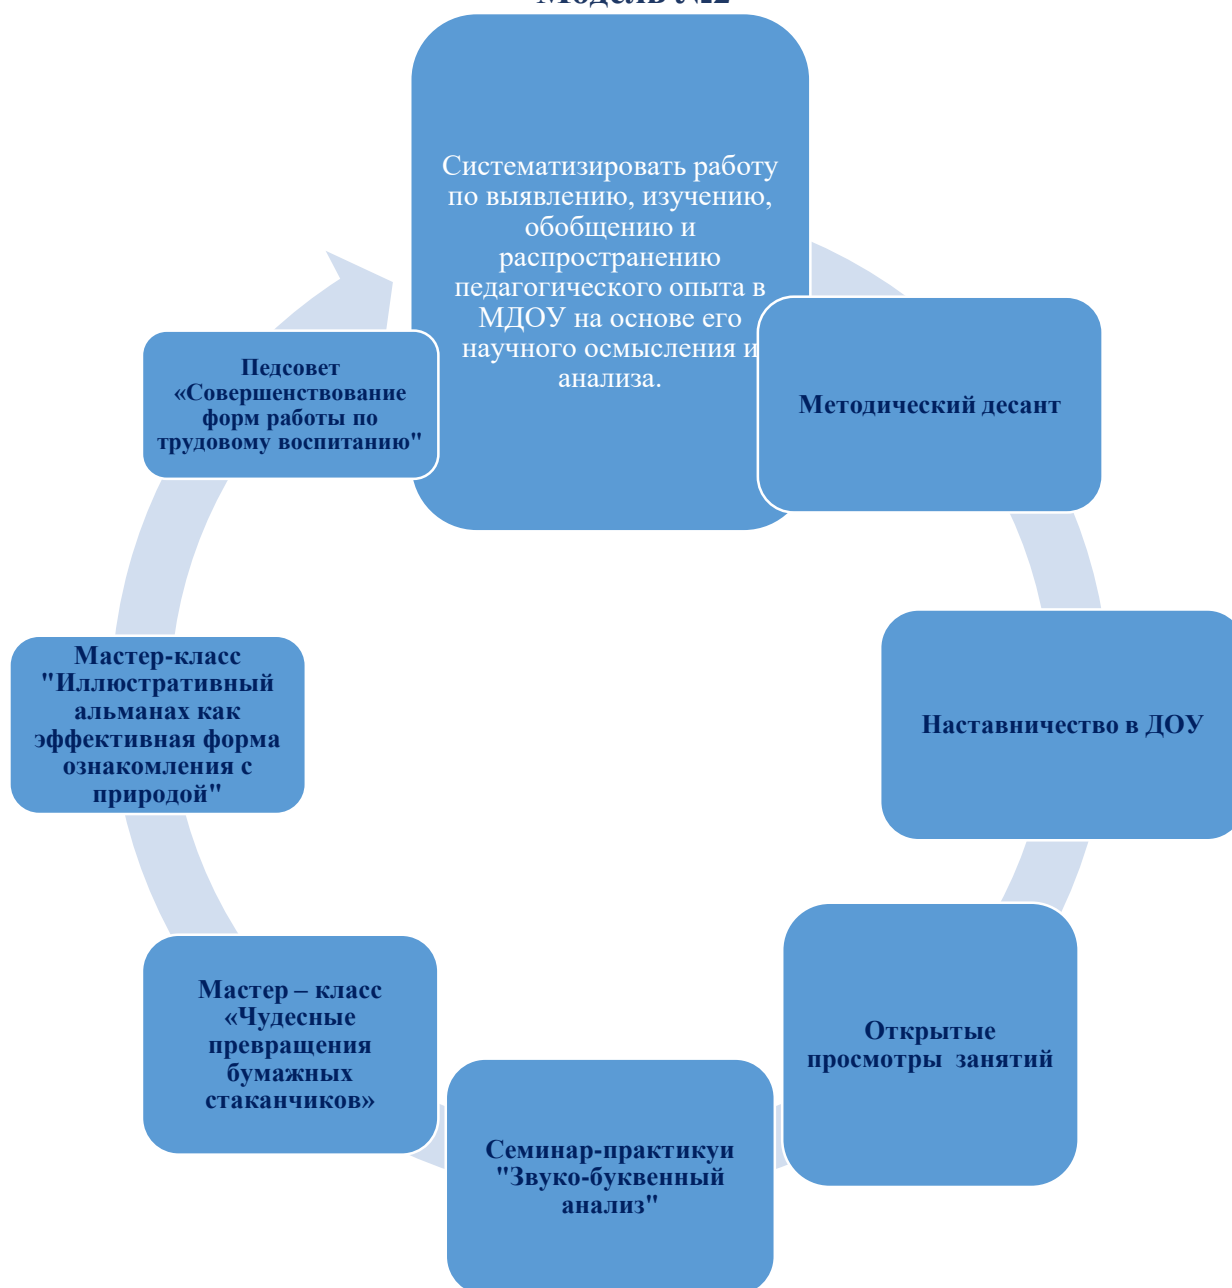 Модель №2
Систематизировать работу
по выявлению, изучению,
обобщению и
распространению
педагогического опыта в
МДОУ на основе его
научного осмысления и
анализа.
Методический десант
Наставничество в ДОУ
Открытые
просмотры  занятий
Семинар-практикуи
"Звуко-буквенный
анализ"
Мастер – класс
«Чудесные
превращения
бумажных
стаканчиков»
Мастер-класс
"Иллюстративный
альманах как
эффективная форма
ознакомления с
природой"
Педсовет
«Совершенствование
форм работы по
трудовому воспитанию"